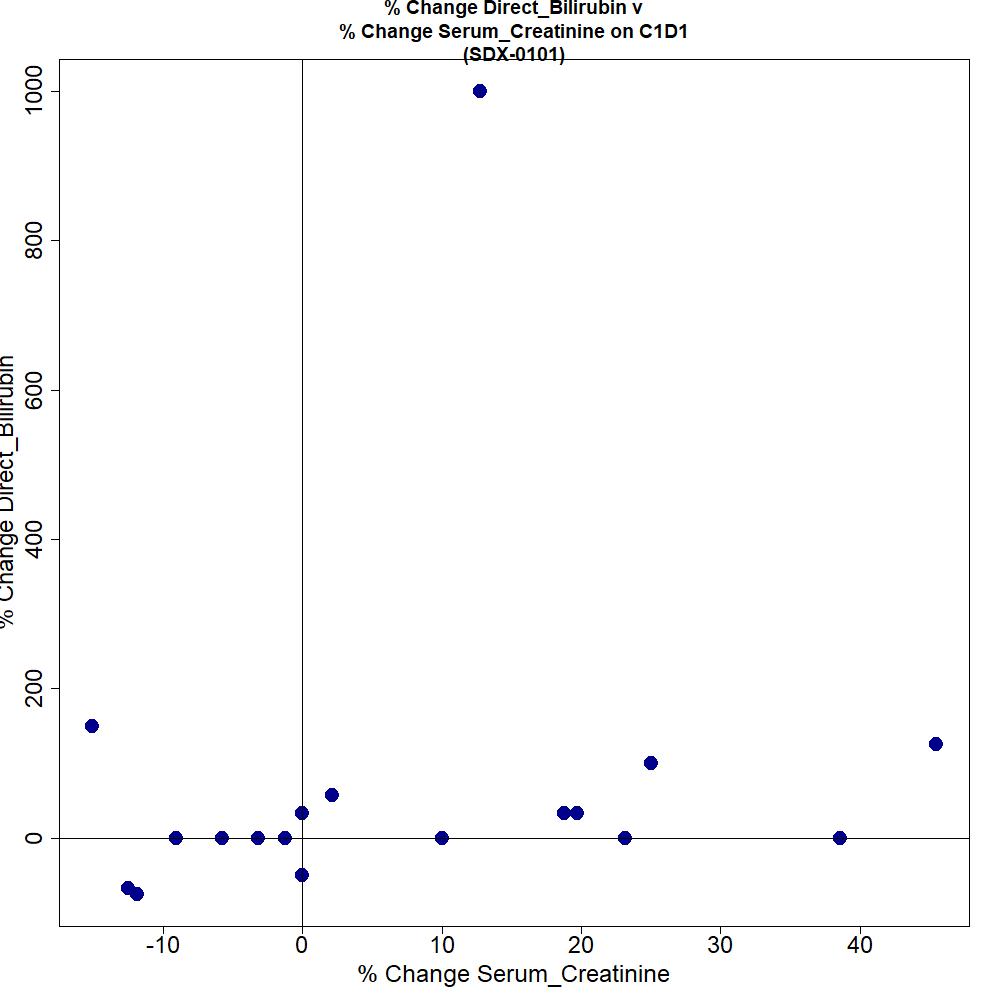 % Change Direct_Bilirubin v
% Change Serum_Creatinine on C1D1
(SDX-0101)
% Change Direct_Bilirubin
1000
800
600
400
200
0
-10
0
10
20
30
40
% Change Serum_Creatinine